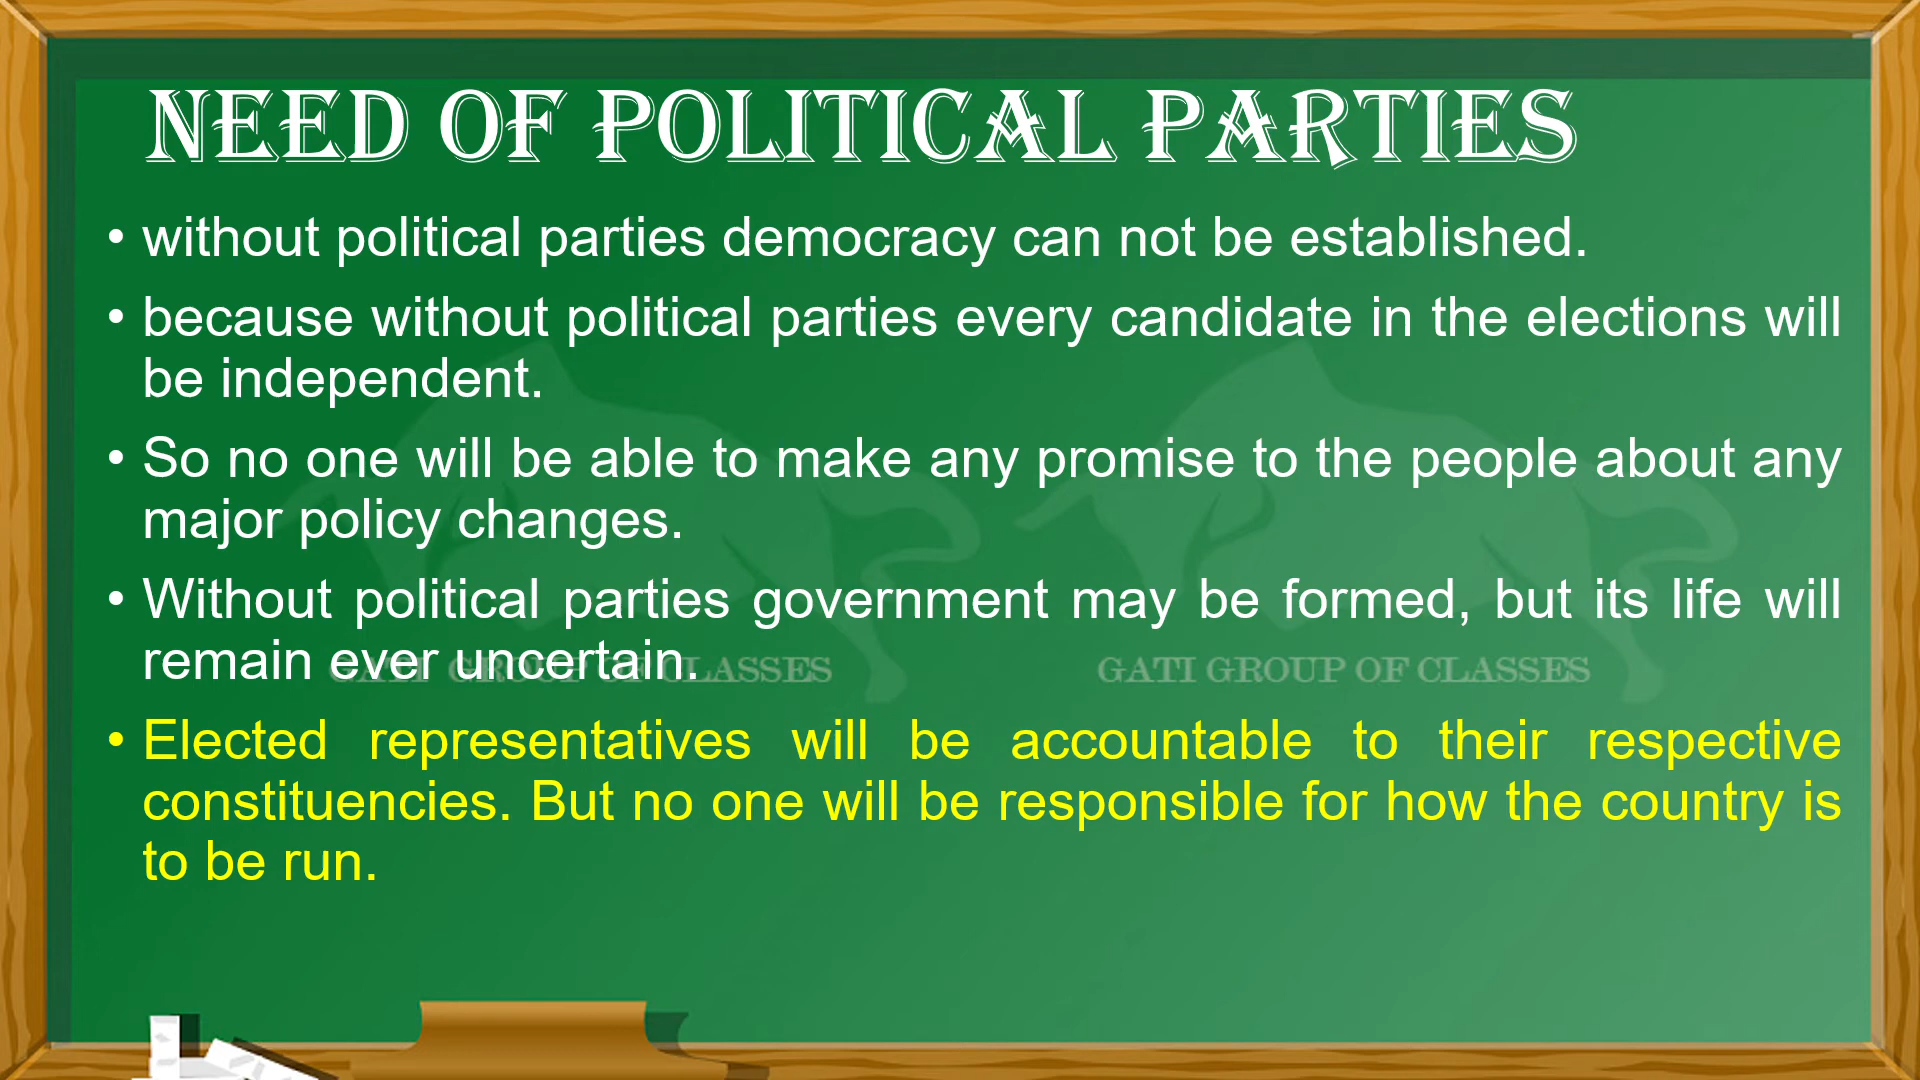 NEED OF POLITICAL PARTIES
• without political parties democracy can not be established.
• because without political parties every candidate in the elections will
be independent.
• So no one will be able to make any promise to the people about any
major policy changes.
• Without political parties government may be formed, but its life will
remain ever uncertain.
GATI GROUP OF CLASSES
GATI GROUP OF CLASSES
• Elected representatives will be accountable to their respective
constituencies. But no one will be responsible for how the country is
to be run.